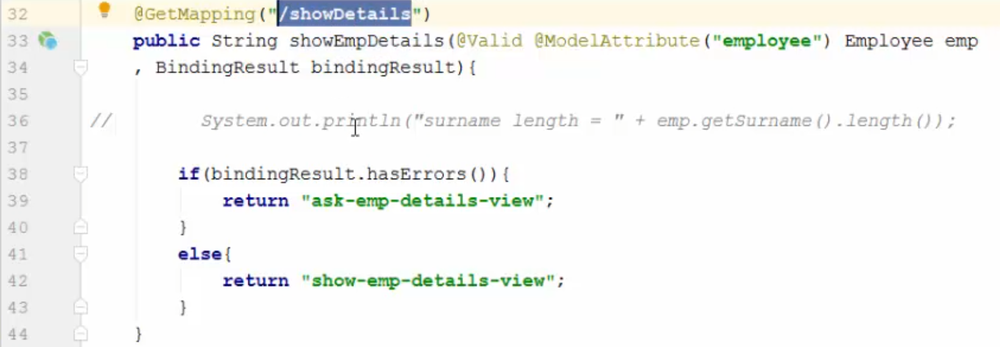 32 @GetMapping("/showDetails")
33 public String showEmpDetails(@Valid @ModelAttribute("employee") Employee emp
34 , BindingResult bindingResult){
35
36 // System.out.println("surname length = " + emp.getSurname().length());
37
38 if(bindingResult.hasErrors()){
39 return "ask-emp-details-view";
40 }
41 else{
42 return "show-emp-details-view";
43 }
44 }